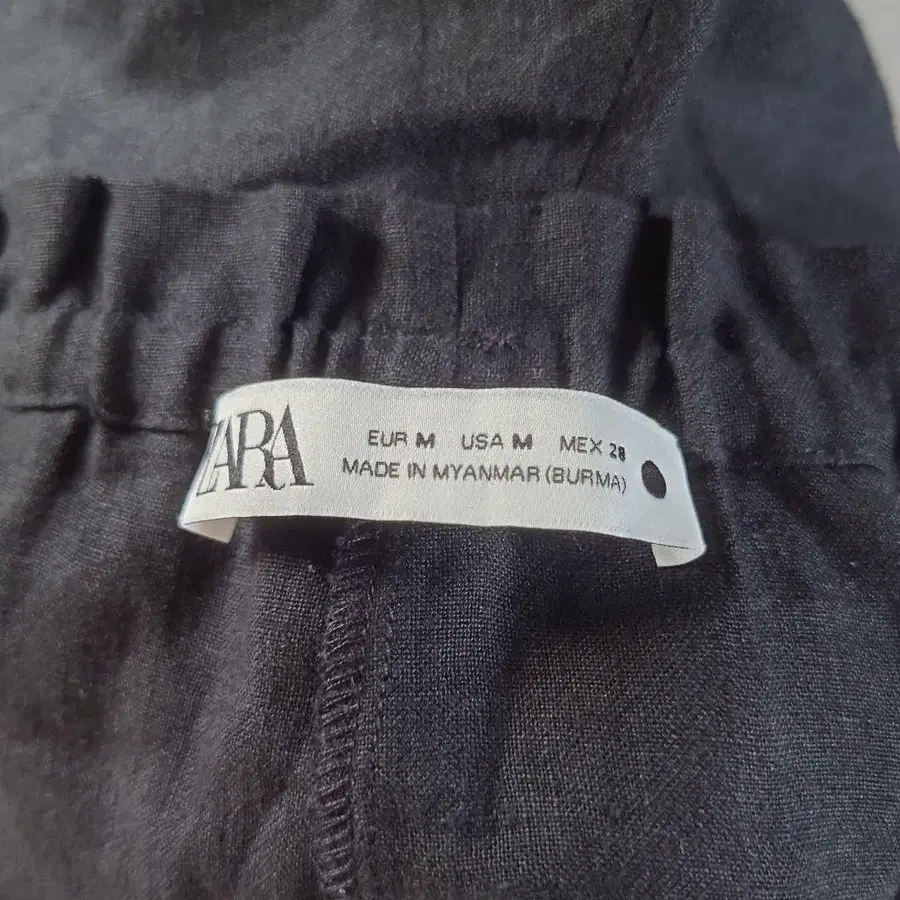 ZARA
EUR M USA M MEX 28
MADE IN MYANMAR (BURMA)